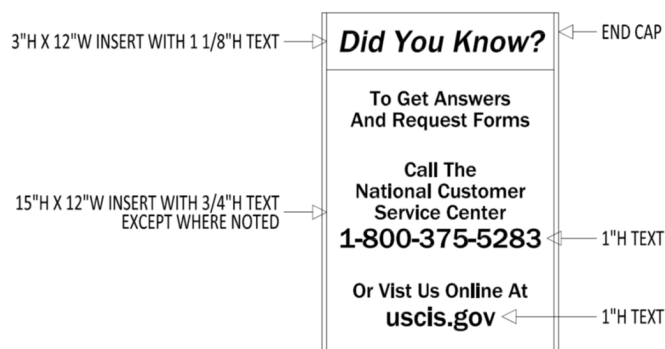 3"H X 12"W INSERT WITH 1 1/8"H TEXT
Did You Know?
END CAP
To Get Answers
And Request Forms
Call The
National Customer
Service Center
15"H X 12"W INSERT WITH 3/4"H TEXT
EXCEPT WHERE NOTED
1-800-375-5283
1"H TEXT
Or Vist Us Online At
uscis.gov
1"H TEXT